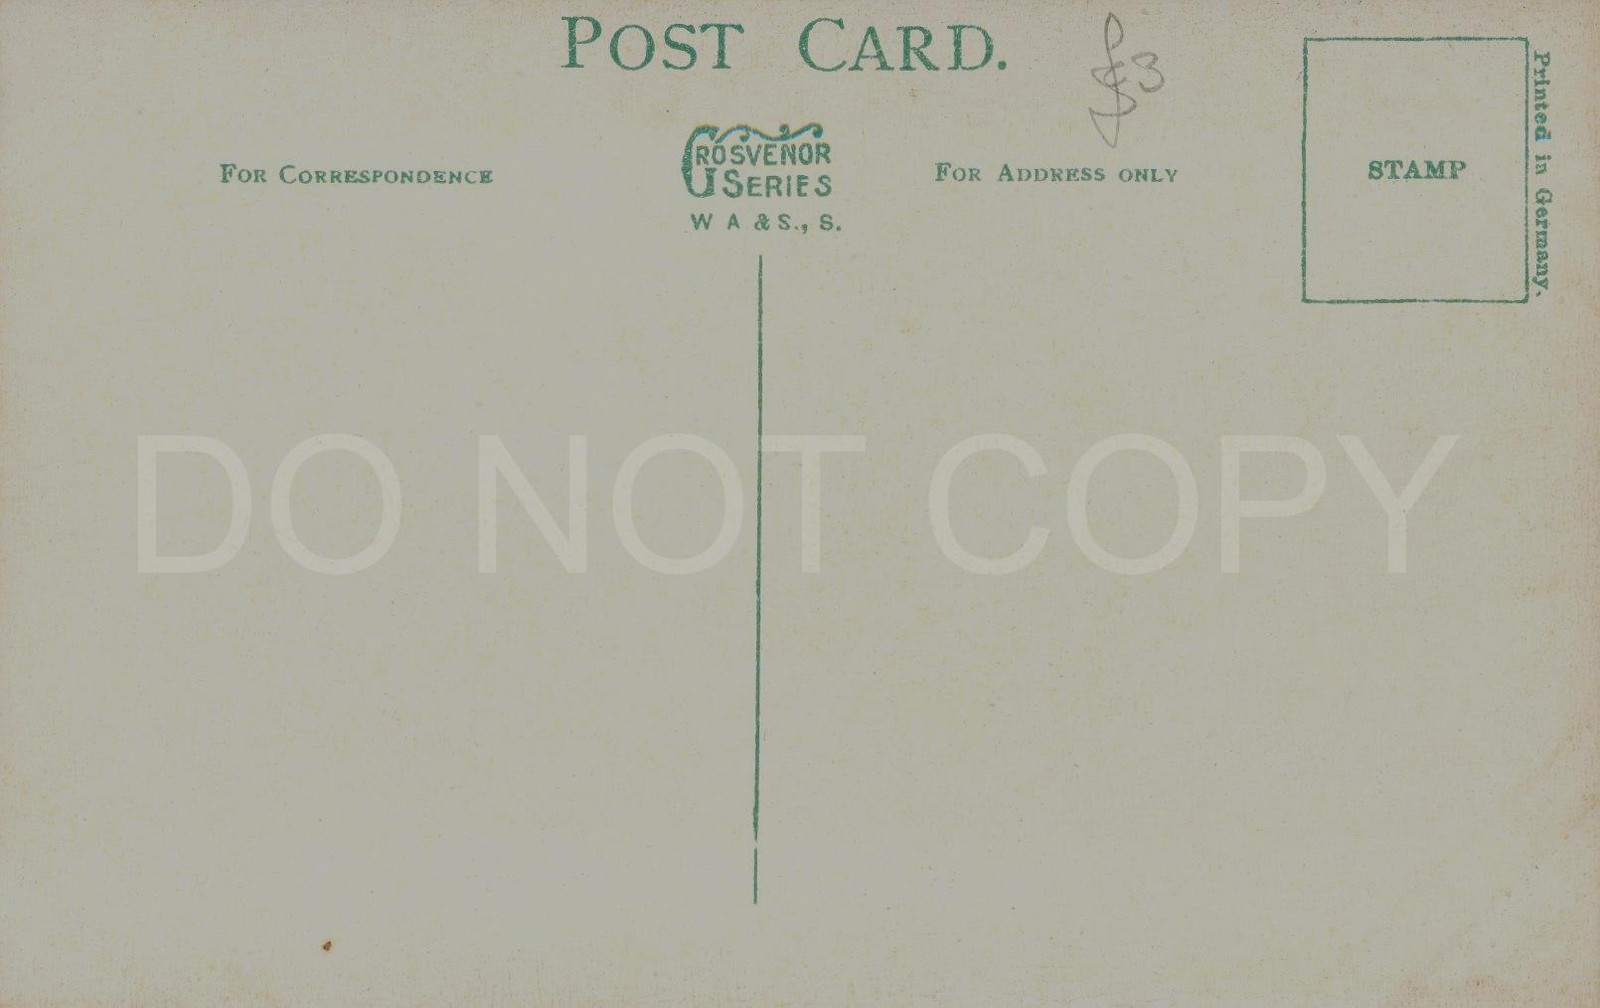 POST CARD.
£3
FOR CORRESPONDENCE
GROSVENOR
SERIES
W A & S., S.
FOR ADDRESS ONLY
STAMP
Printed in Germany.
DO NOT COPY